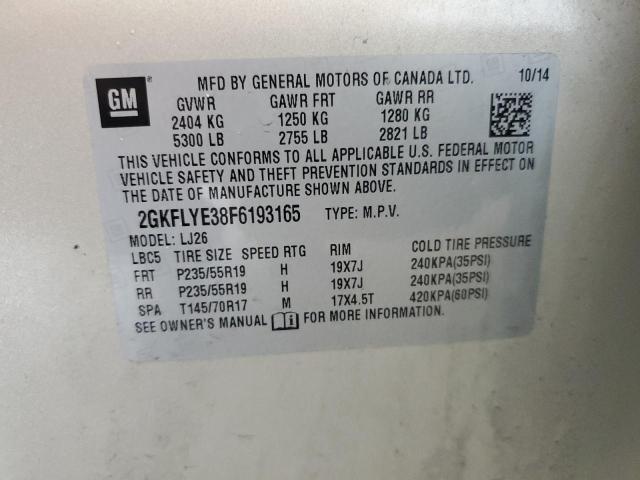 GM
MFD BY GENERAL MOTORS OF CANADA LTD. 10/14
GVWR GAWR FRT GAWR RR
2404 KG 1250 KG 1280 KG
5300 LB 2755 LB 2821 LB
THIS VEHICLE CONFORMS TO ALL APPLICABLE U.S. FEDERAL MOTOR
VEHICLE SAFETY AND THEFT PREVENTION STANDARDS IN EFFECT ON
THE DATE OF MANUFACTURE SHOWN ABOVE.
2GKFLYE38F6193165 TYPE: M.P.V.
MODEL: LJ26
LBC5 TIRE SIZE SPEED RTG RIM COLD TIRE PRESSURE
FRT P235/55R19 H 19X7J 240KPA(35PSI)
RR P235/55R19 H 19X7J 240KPA(35PSI)
SPA T145/70R17 M 17X4.5T 420KPA(60PSI)
SEE OWNER'S MANUAL FOR MORE INFORMATION.